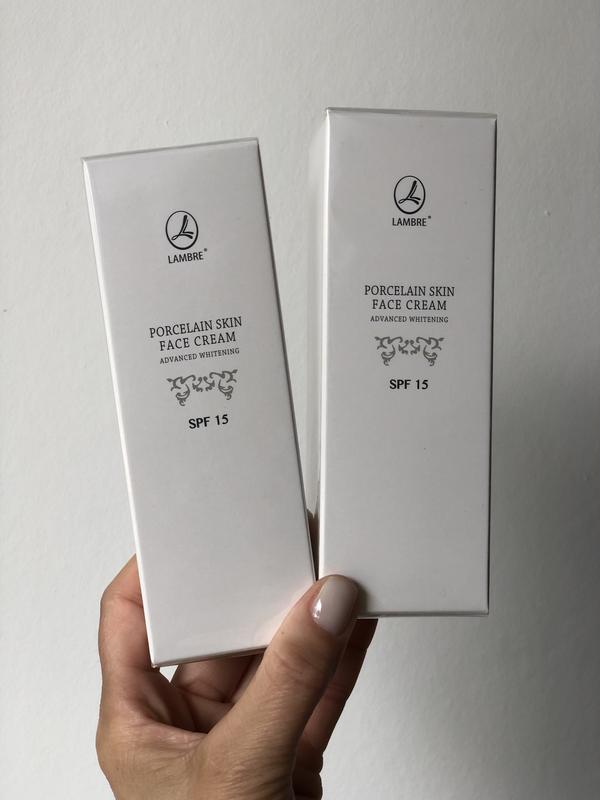 LAMBRE®
PORCELAIN SKIN
FACE CREAM
ADVANCED WHITENING
SPF 15
LAMBRE®
PORCELAIN SKIN
FACE CREAM
ADVANCED WHITENING
SPF 15